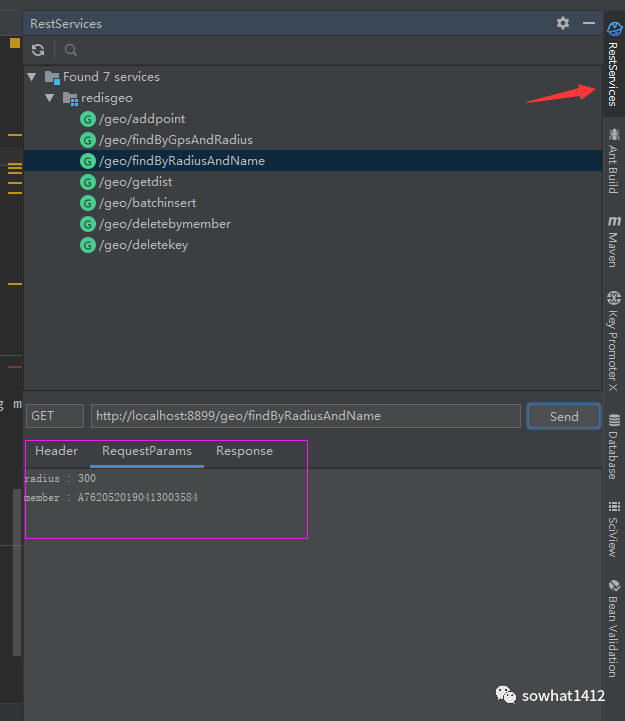 RestServices
Found 7 services
redisgeo
G /geo/addpoint
G /geo/findByGpsAndRadius
G /geo/findByRadiusAndName
G /geo/getdist
G /geo/batchinsert
G /geo/deletebymember
G /geo/deletekey
g m
GET http://localhost:8899/geo/findByRadiusAndName Send
Header RequestParams Response
radius : 300
member : A7620520190413003584
RestServices
Ant Build
m Maven
Key Promoter X
Database
SciView
Bean Validation
sowhat1412